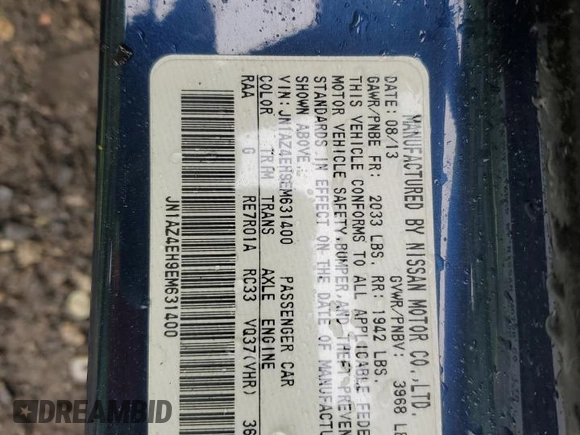 MANUFACTURED BY NISSAN MOTOR CO.,LTD.
DATE: 08/13 GVWR/PNBV: 3968 L
GAWR/PNBE FR: 2033 LBS. RR: 1942 LBS.
THIS VEHICLE CONFORMS TO ALL APPLICABLE FEDE
MOTOR VEHICLE SAFETY,BUMPER,AND THEFT PREVEN
STANDARDS IN EFFECT ON THE DATE OF MANUFACTU
SHOWN ABOVE.
VIN: JN1AZ4EH9EM631400 PASSENGER CAR
COLOR TRIM TRANS AXLE ENGINE
RAA G RE7R01A RC33 VQ37(VHR) 36
JN1AZ4EH9EM631400
DREAMBID